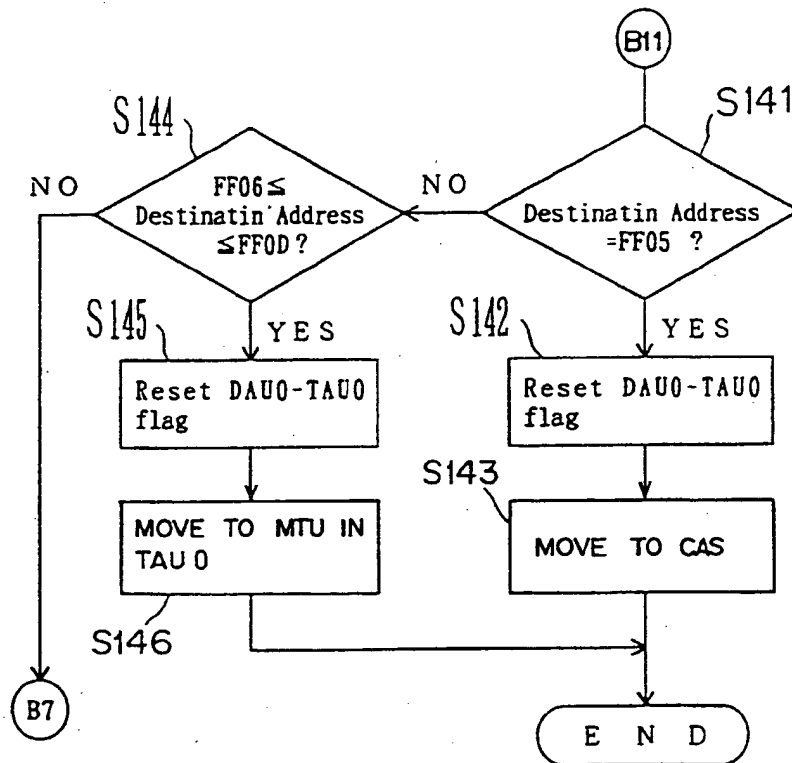 B11
S141
S144
NO
FF06≤
Destinatin Address
≤FF0D?
NO
Destinatin Address
=FF05 ?
S145
YES
S142
YES
Reset DAU0-TAU0
flag
Reset DAU0-TAU0
flag
S143
MOVE TO MTU IN
TAU 0
MOVE TO CAS
S146
B7
E N D